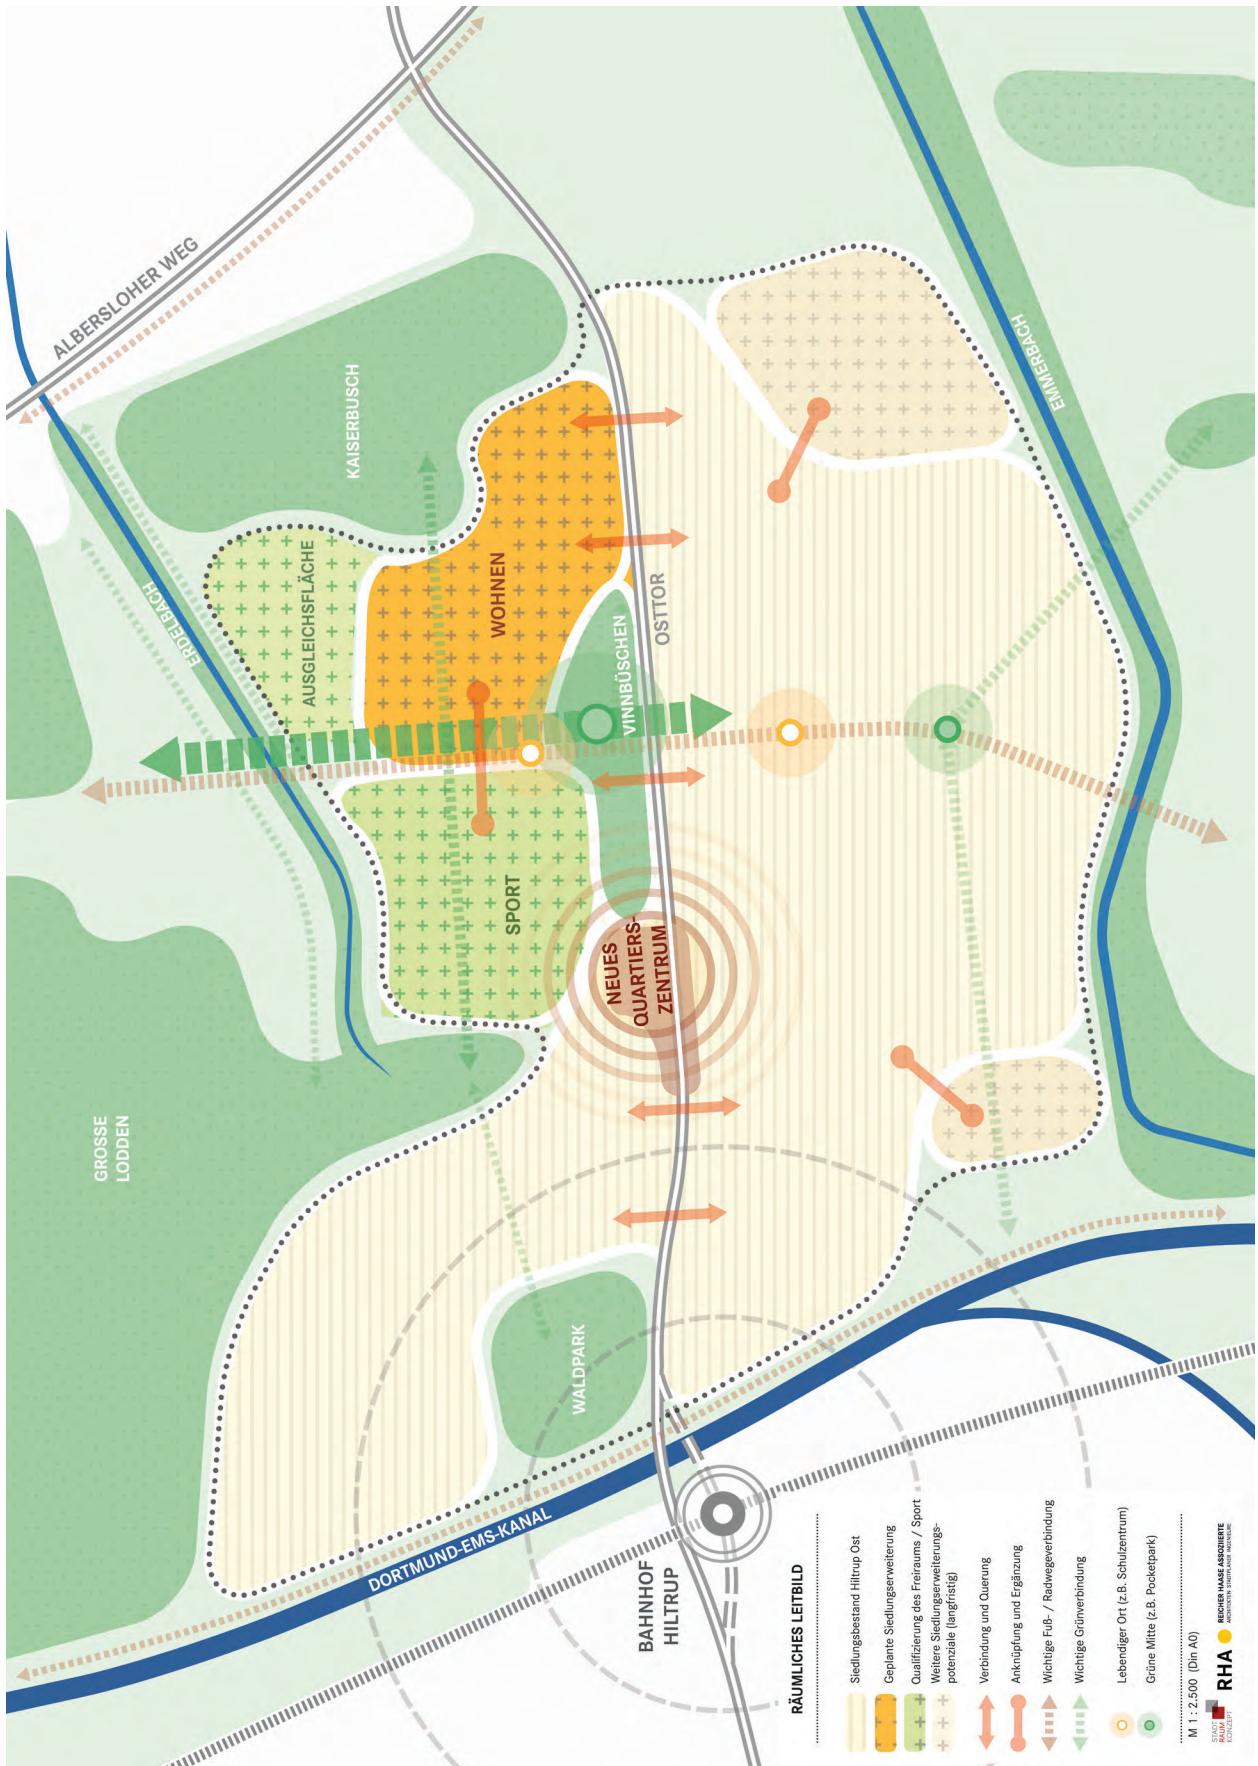 ALBERSLOHER WEG
KAISERBUSCH
ERDELBACH
AUSGLEICHSFLÄCHE
WOHNEN
VINNBÜSCHEN
OSTTOR
EMMERBACH
SPORT
NEUES
QUARTIERS-
ZENTRUM
GROSSE
LODDEN
WALDPARK
DORTMUND-EMS-KANAL
BAHNHOF
HILTRUP
RÄUMLICHES LEITBILD
Siedlungsbestand Hiltrup Ost
Geplante Siedlungserweiterung
Qualifizierung des Freiraums / Sport
Weitere Siedlungserweiterungs-
potenziale (langfristig)
Verbindung und Querung
Anknüpfung und Ergänzung
Wichtige Fuß- / Radwegeverbindung
Wichtige Grünverbindung
Lebendiger Ort (z.B. Schulzentrum)
Grüne Mitte (z.B. Pocketpark)
M 1 : 2.500 (Din A0)
STADT
RAUM
KONZEPT
RHA
REICHER HAASE ASSOZIIERTE
ARCHITEKTEN STADTPLANER INGENIEURE